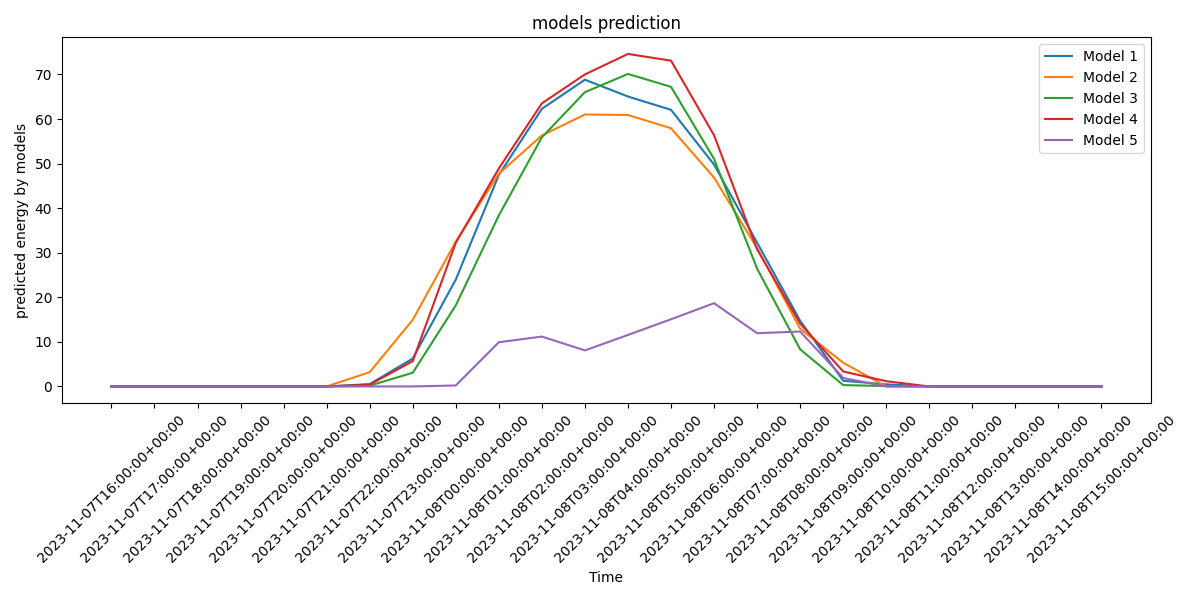 models prediction
Model 1
Model 2
Model 3
Model 4
Model 5
predicted energy by models
70
60
50
40
30
20
10
0
2023-11-07T16:00:00+00:00
2023-11-07T17:00:00+00:00
2023-11-07T18:00:00+00:00
2023-11-07T19:00:00+00:00
2023-11-07T20:00:00+00:00
2023-11-07T21:00:00+00:00
2023-11-07T22:00:00+00:00
2023-11-07T23:00:00+00:00
2023-11-08T00:00:00+00:00
2023-11-08T01:00:00+00:00
2023-11-08T02:00:00+00:00
2023-11-08T03:00:00+00:00
2023-11-08T04:00:00+00:00
2023-11-08T05:00:00+00:00
2023-11-08T06:00:00+00:00
2023-11-08T07:00:00+00:00
2023-11-08T08:00:00+00:00
2023-11-08T09:00:00+00:00
2023-11-08T10:00:00+00:00
2023-11-08T11:00:00+00:00
2023-11-08T12:00:00+00:00
2023-11-08T13:00:00+00:00
2023-11-08T14:00:00+00:00
2023-11-08T15:00:00+00:00
Time